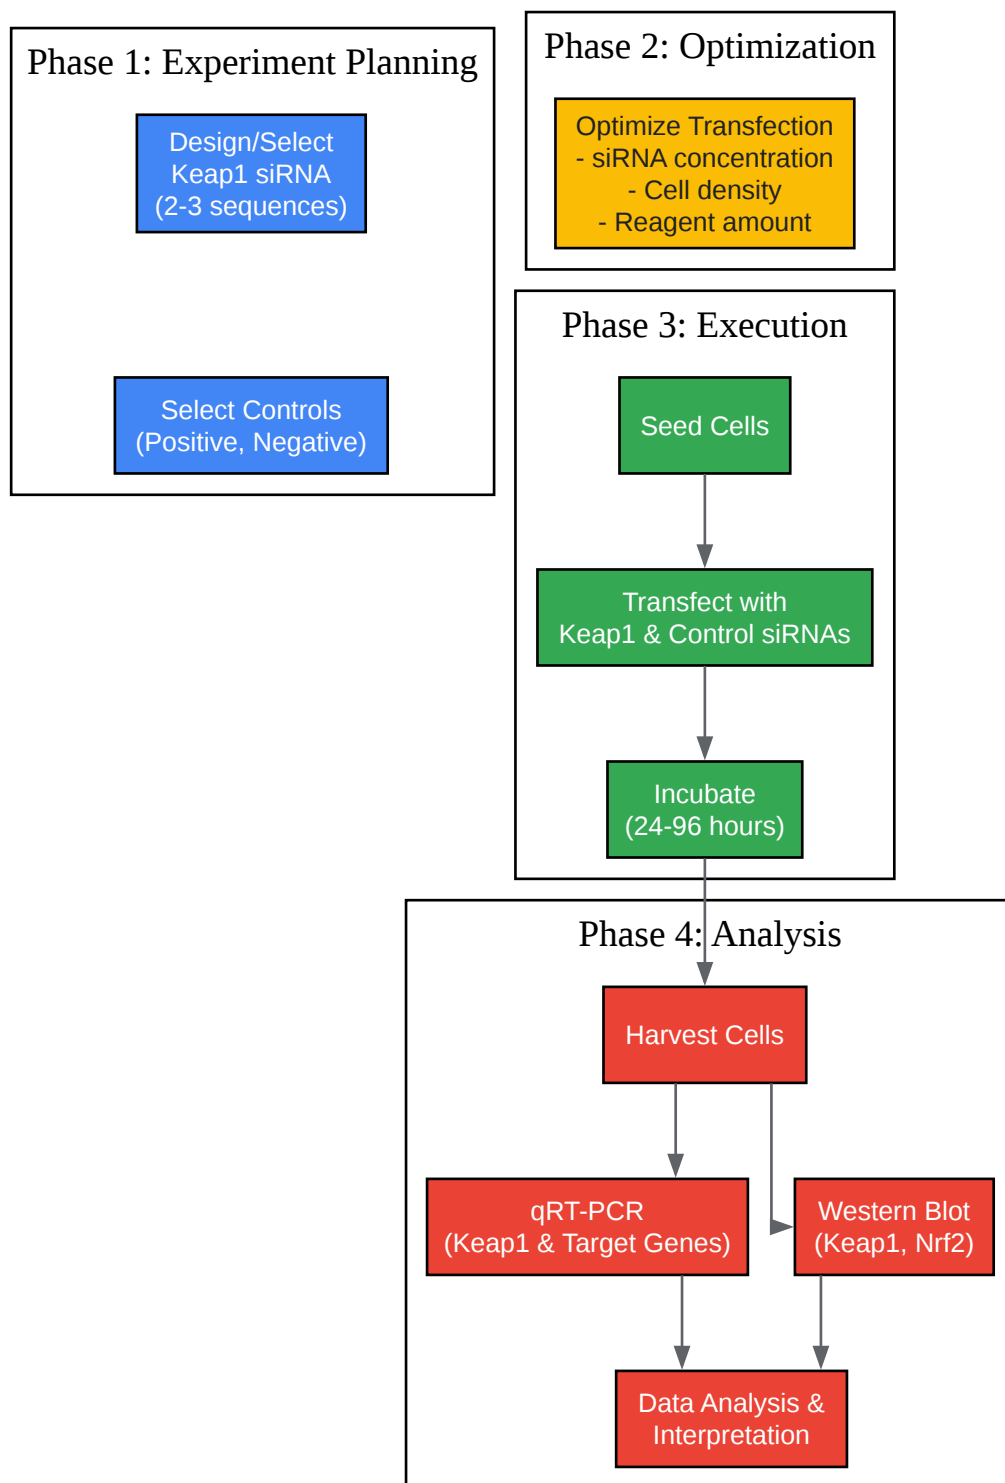 Phase 1: Experiment Planning
Design/Select
Keap1 siRNA
(2-3 sequences)
Select Controls
(Positive, Negative)
Phase 2: Optimization
Optimize Transfection
- siRNA concentration
- Cell density
- Reagent amount
Phase 3: Execution
Seed Cells
Transfect with
Keap1 & Control siRNAs
Incubate
(24-96 hours)
Phase 4: Analysis
Harvest Cells
qRT-PCR
(Keap1 & Target Genes)
Western Blot
(Keap1, Nrf2)
Data Analysis &
Interpretation